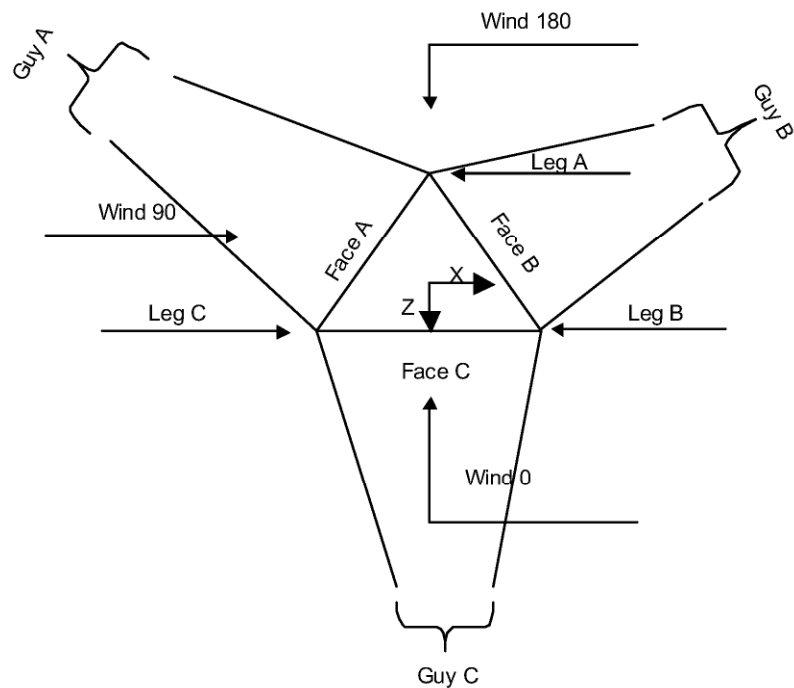 Wind 180
Guy A
Guy B
Leg A
Wind 90
Face A
Face B
X
Z
Leg C
Leg B
Face C
Wind 0
Guy C